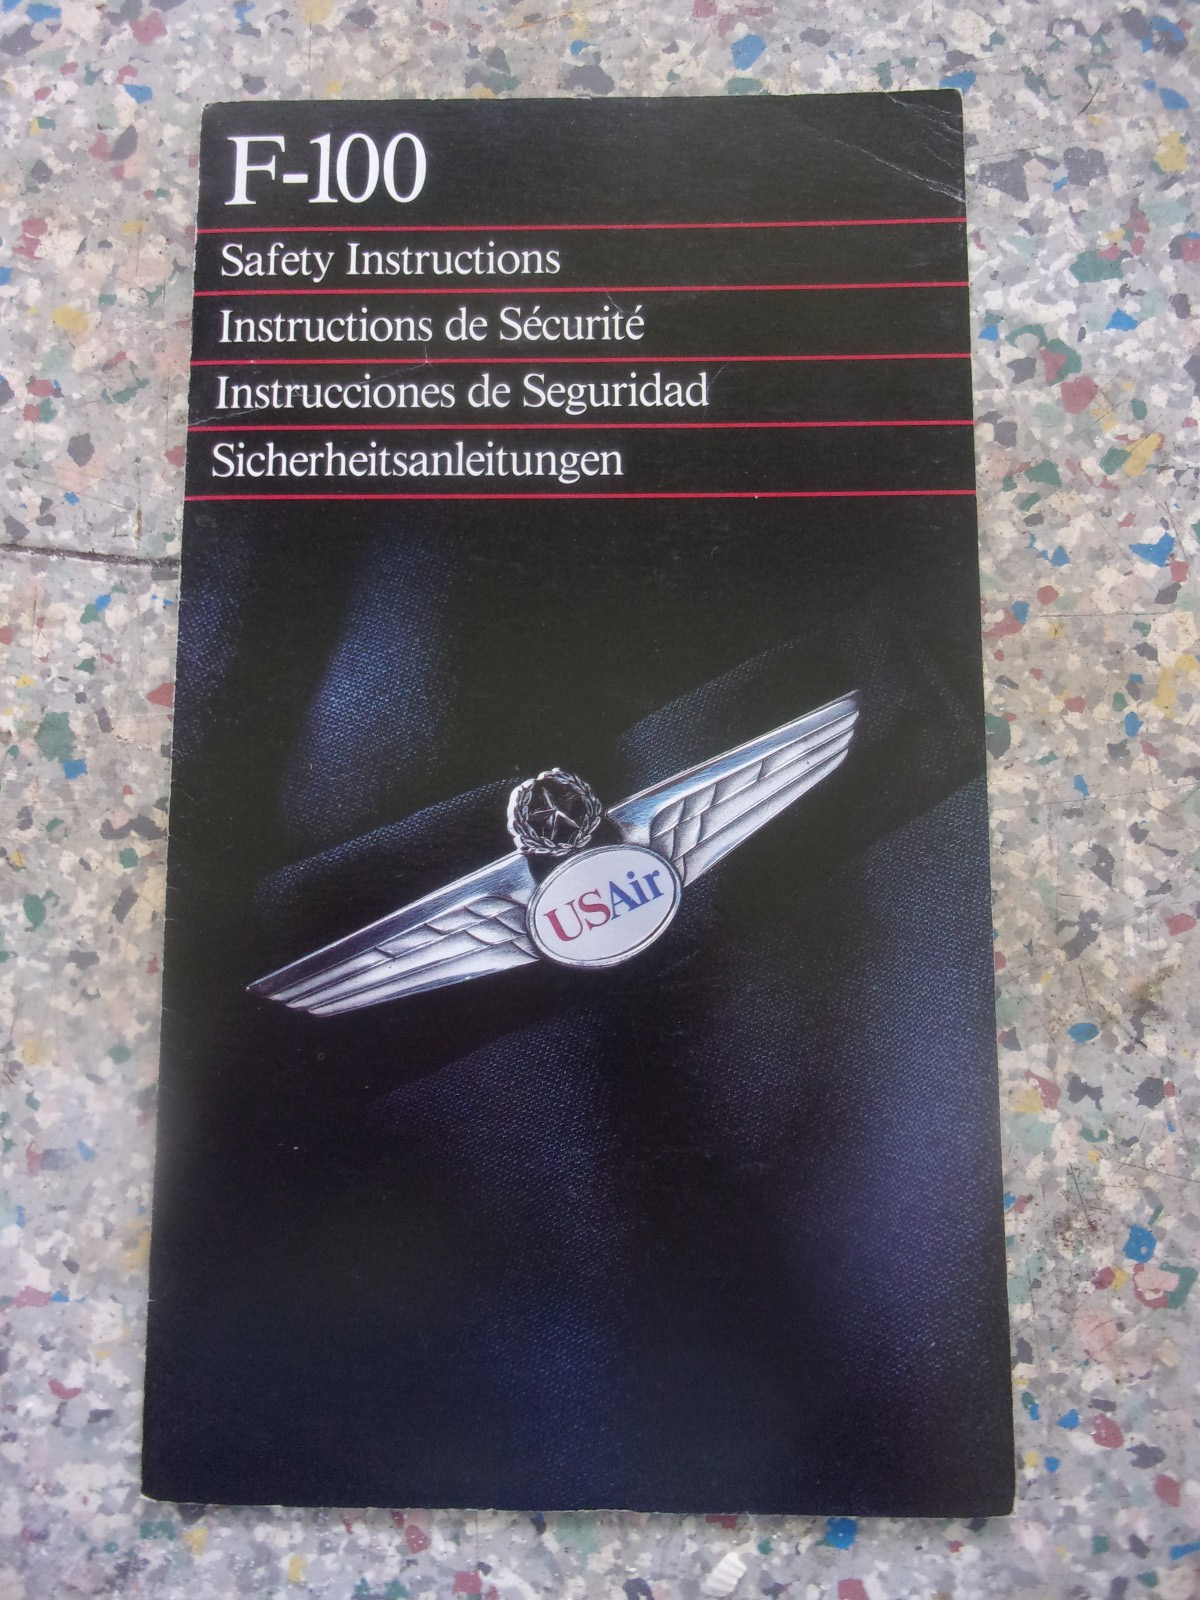 F-100
Safety Instructions
Instructions de Sécurité
Instrucciones de Seguridad
Sicherheitsanleitungen
USAir